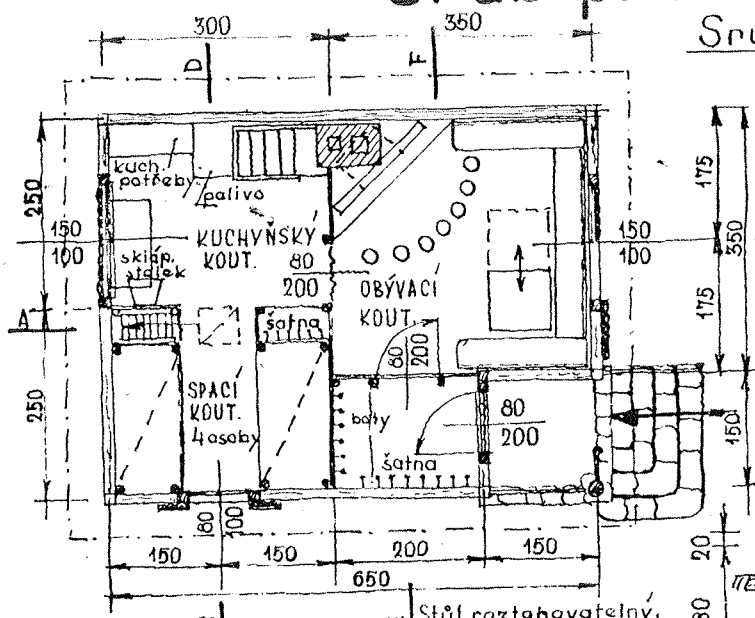 Sru
300
350
D
F
kuch.
potřeby
palivo
250
150
100
KUCHYŇSKÝ
KOUT.
skláp.
stolek
80
200
OBÝVACÍ
KOUT.
150
100
175
350
175
A
šatna
80
200
250
SPACÍ
KOUT.
4 osoby
boty
šatna
80
200
150
80
100
150
150
200
150
20
650
80
Stůl roztahovatelný.